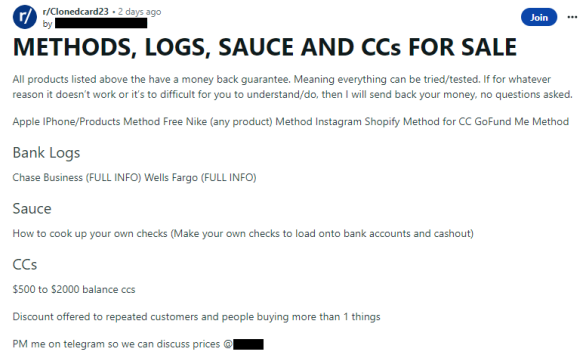 r/Clonedcard23 • 2 days ago
by
Join
METHODS, LOGS, SAUCE AND CCs FOR SALE
All products listed above the have a money back guarantee. Meaning everything can be tried/tested. If for whatever
reason it doesn't work or it's to difficult for you to understand/do, then I will send back your money, no questions asked.
Apple IPhone/Products Method Free Nike (any product) Method Instagram Shopify Method for CC GoFund Me Method
Bank Logs
Chase Business (FULL INFO) Wells Fargo (FULL INFO)
Sauce
How to cook up your own checks (Make your own checks to load onto bank accounts and cashout)
CCs
$500 to $2000 balance ccs
Discount offered to repeated customers and people buying more than 1 things
PM me on telegram so we can discuss prices @